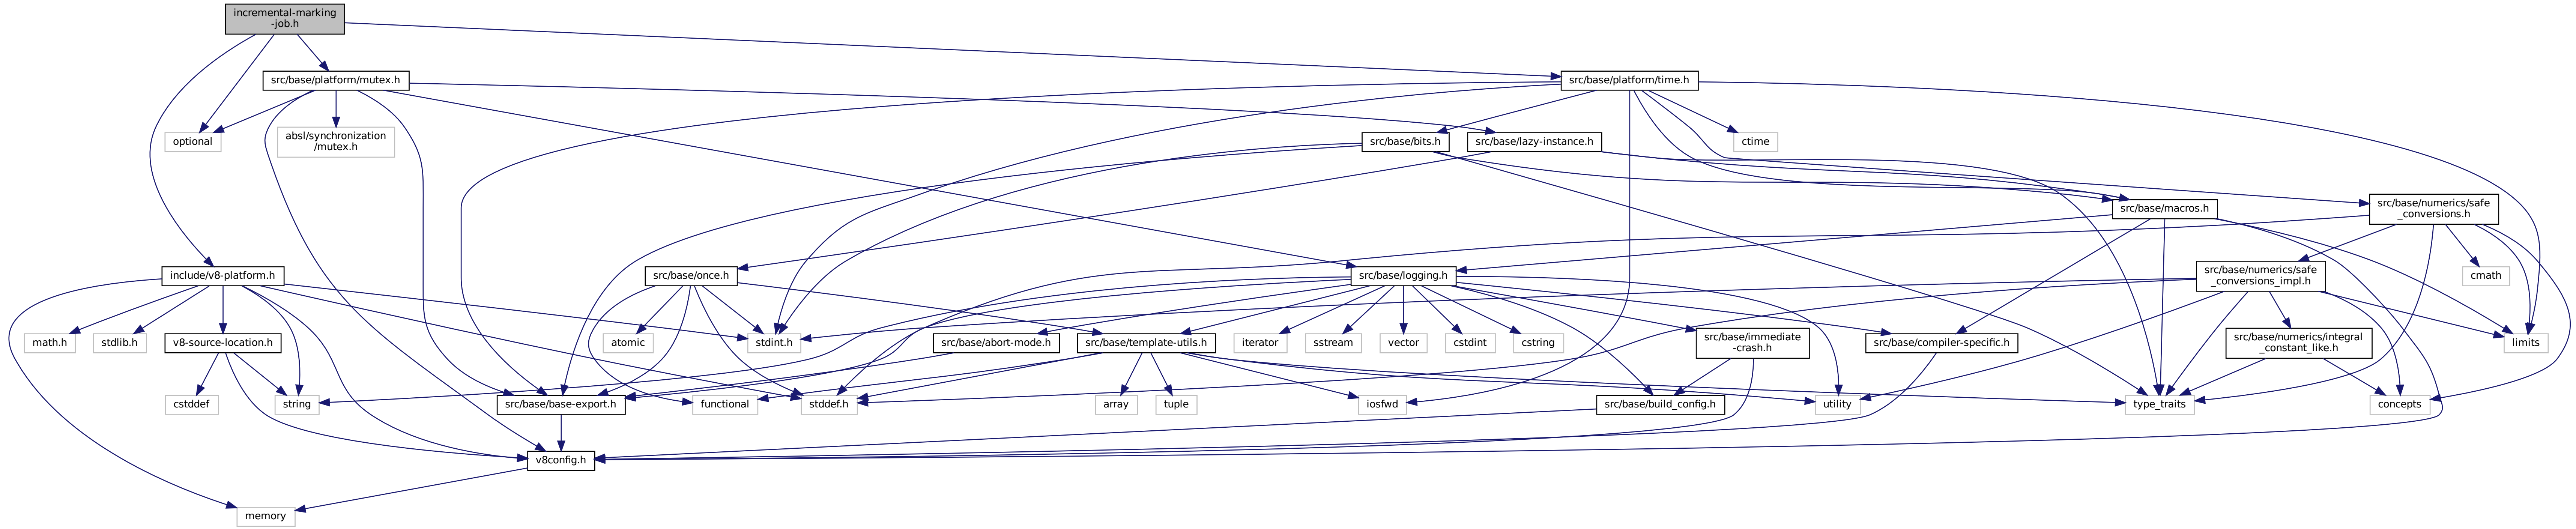 incremental-marking
-job.h
src/base/platform/mutex.h
src/base/platform/time.h
optional
absl/synchronization
/mutex.h
src/base/bits.h
src/base/lazy-instance.h
ctime
src/base/macros.h
src/base/numerics/safe
_conversions.h
include/v8-platform.h
src/base/once.h
src/base/logging.h
src/base/numerics/safe
_conversions_impl.h
cmath
math.h
stdlib.h
v8-source-location.h
atomic
stdint.h
src/base/abort-mode.h
src/base/template-utils.h
iterator
sstream
vector
cstdint
cstring
src/base/immediate
-crash.h
src/base/compiler-specific.h
src/base/numerics/integral
_constant_like.h
limits
cstddef
string
src/base/base-export.h
functional
stddef.h
array
tuple
iosfwd
src/base/build_config.h
utility
type_traits
concepts
v8config.h
memory